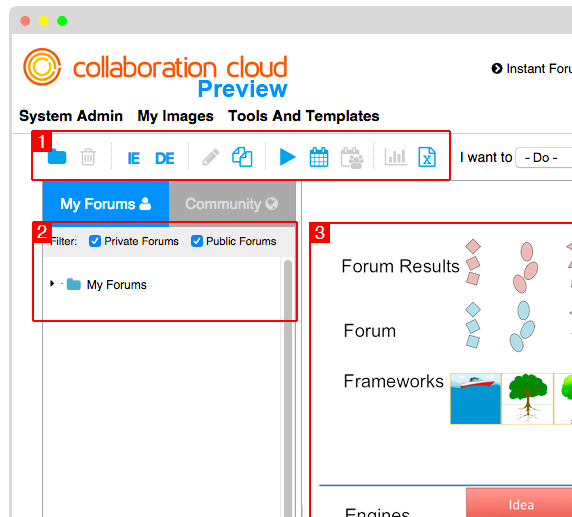 collaboration cloud
Preview
Instant Foru
System Admin My Images Tools And Templates
1
IE DE X
I want to - Do -
My Forums Community
2
Filter: Private Forums Public Forums
My Forums
3
Forum Results
Forum
Frameworks
Engines
Idea